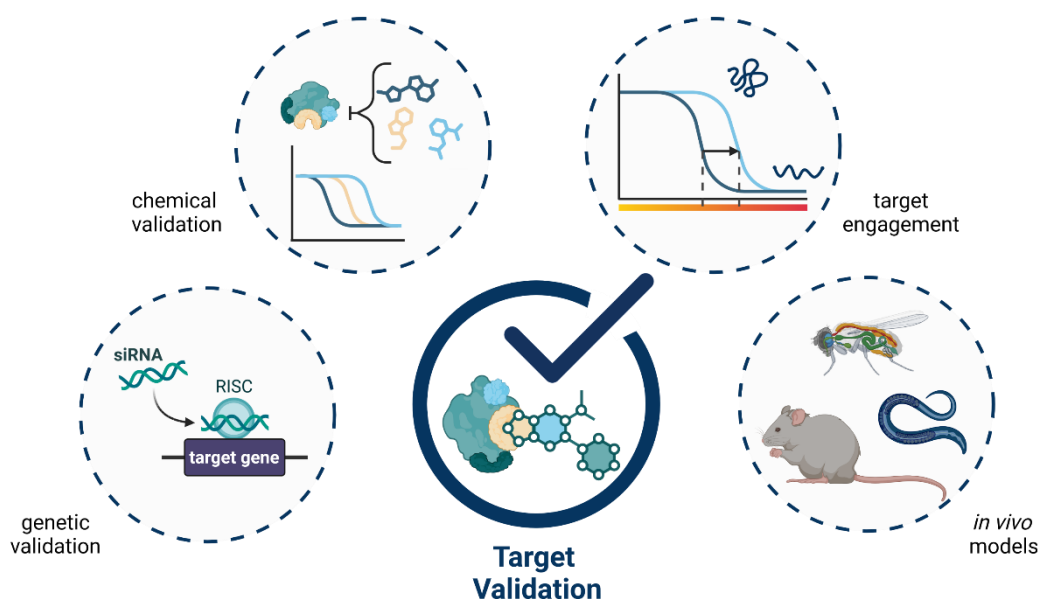 chemical
validation
target
engagement
siRNA
RISC
target gene
genetic
validation
in vivo
models
Target
Validation